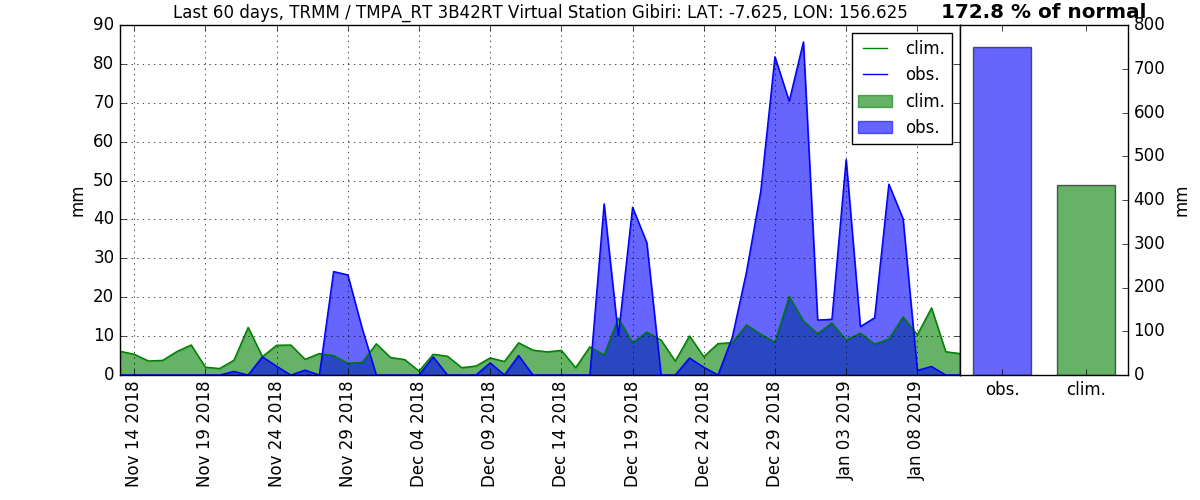 Last 60 days, TRMM / TMPA_RT 3B42RT Virtual Station Gibiri: LAT: -7.625, LON: 156.625
172.8 % of normal
90
80
70
60
50
40
30
20
10
0
mm
clim.
obs.
clim.
obs.
Nov 14 2018
Nov 19 2018
Nov 24 2018
Nov 29 2018
Dec 04 2018
Dec 09 2018
Dec 14 2018
Dec 19 2018
Dec 24 2018
Dec 29 2018
Jan 03 2019
Jan 08 2019
800
700
600
500
400
300
200
100
0
mm
obs.
clim.